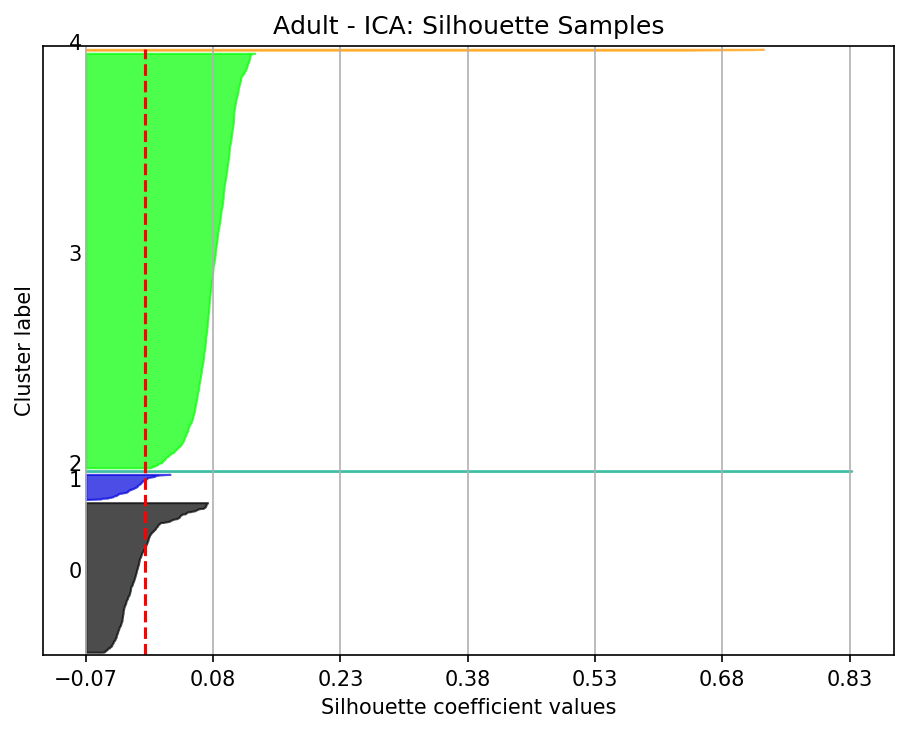 Adult - ICA: Silhouette Samples
4
3
2
1
0
Cluster label
−0.07 0.08 0.23 0.38 0.53 0.68 0.83
Silhouette coefficient values